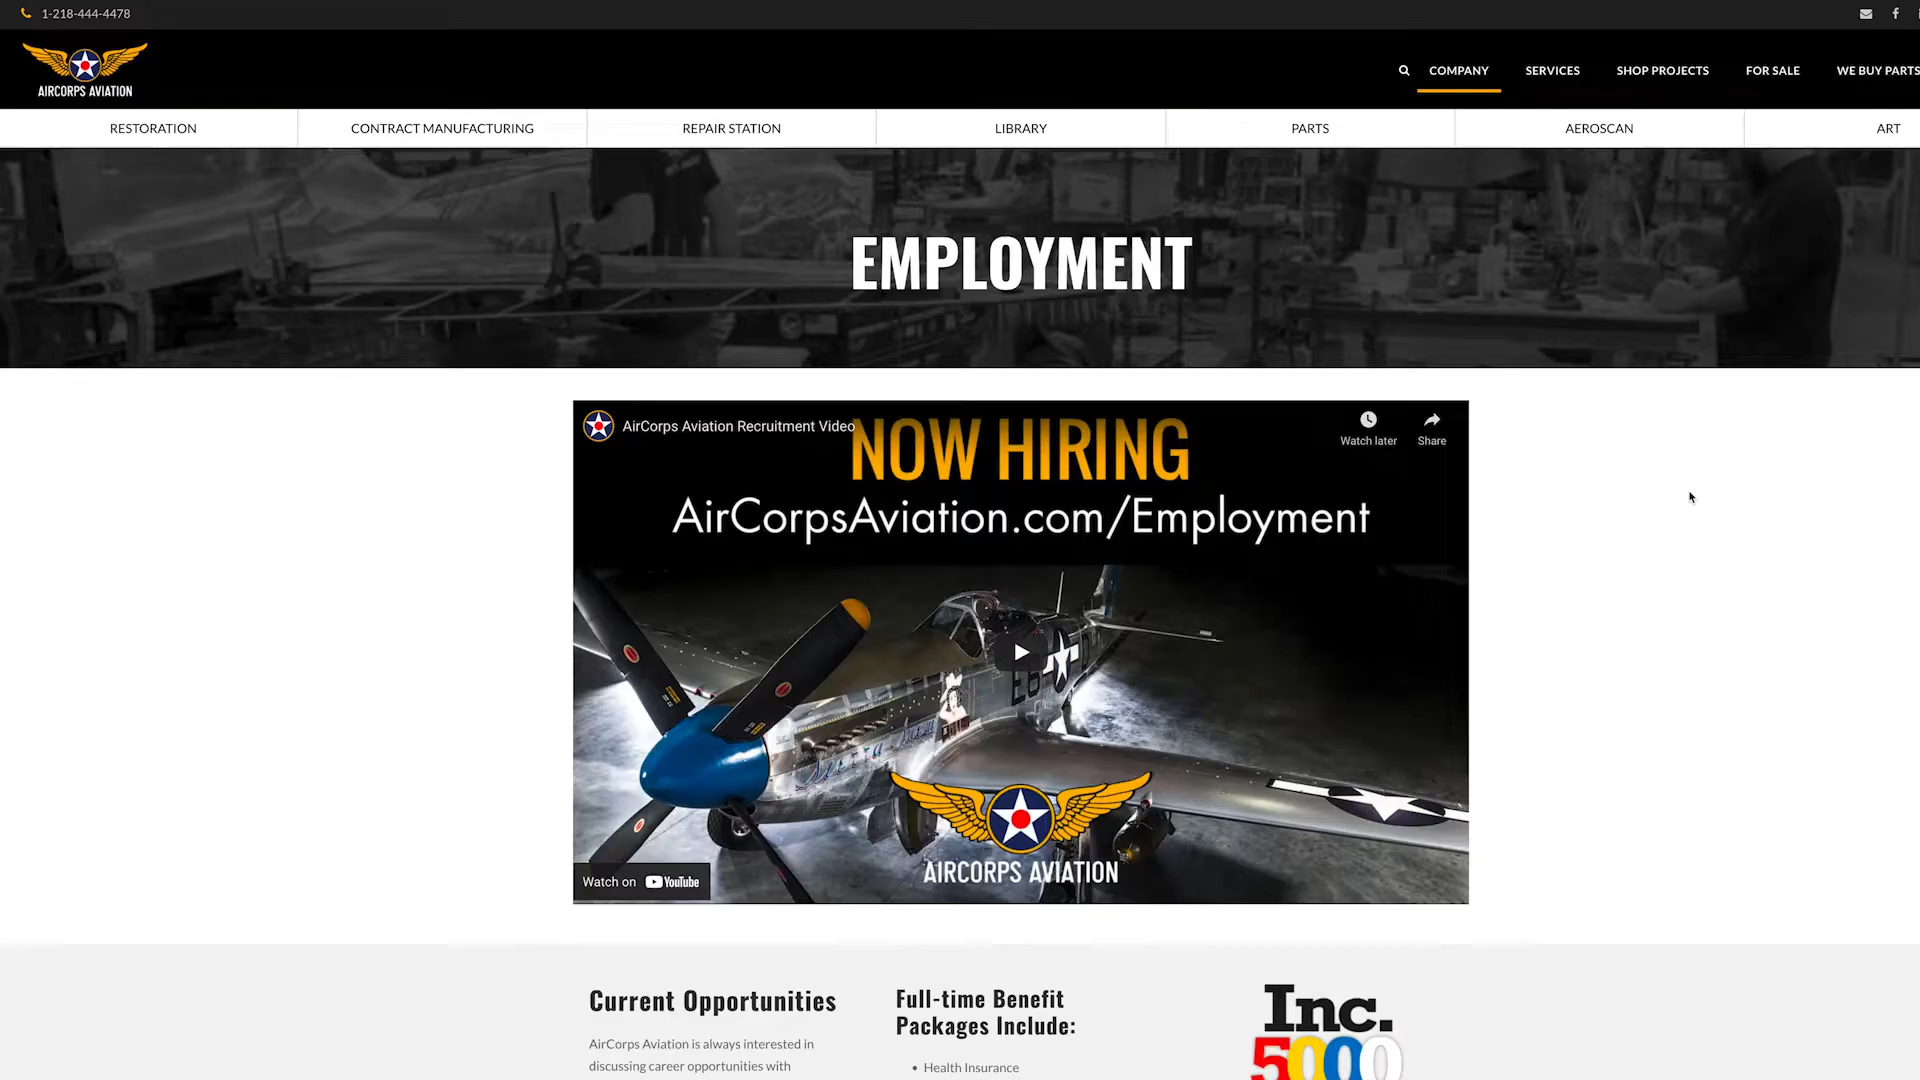 1-218-444-4478
AIRCORPS AVIATION
COMPANY
SERVICES
SHOP PROJECTS
FOR SALE
WE BUY PARTS
RESTORATION
CONTRACT MANUFACTURING
REPAIR STATION
LIBRARY
PARTS
AEROSCAN
ART
EMPLOYMENT
AirCorps Aviation Recruitment Video
NOW HIRING
Watch later
Share
AirCorpsAviation.com/Employment
AIRCORPS AVIATION
Watch on YouTube
Current Opportunities
AirCorps Aviation is always interested in
discussing career opportunities with
Full-time Benefit
Packages Include:
• Health Insurance
Inc.
5000